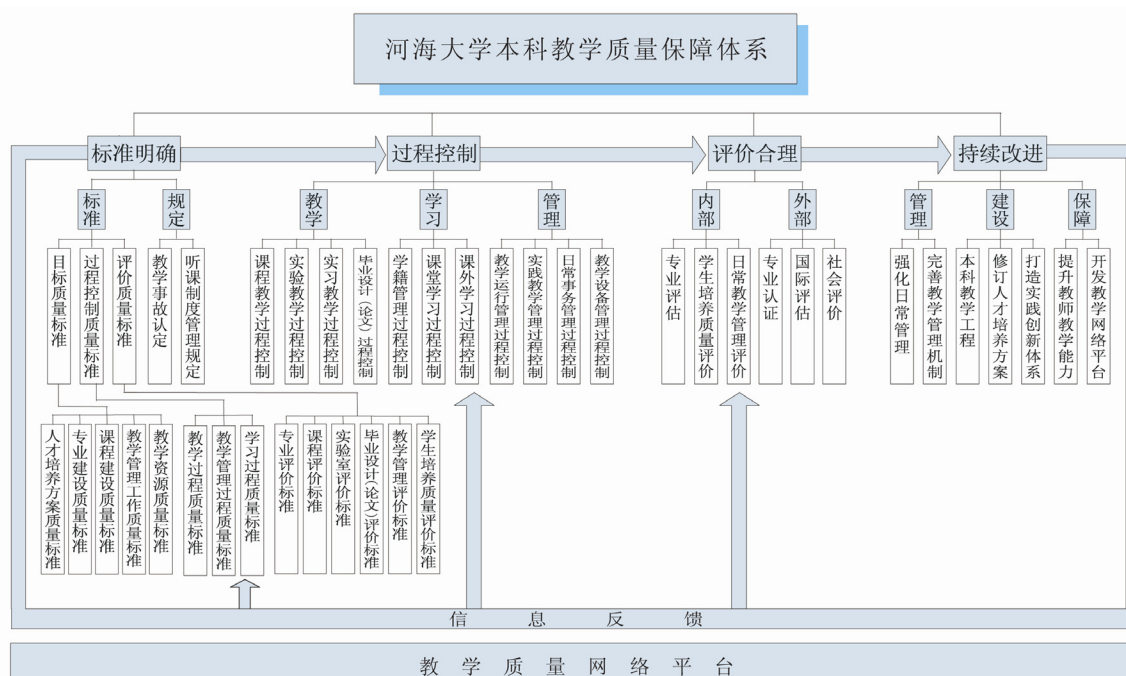 河海大学本科教学质量保障体系
标准明确
过程控制
评价合理
持续改进
标准
规定
教学
学习
管理
内部
外部
管理
建设
保障
目标质量标准
过程控制质量标准
评价质量标准
教学事故认定
听课制度管理规定
课程教学过程控制
实验教学过程控制
实习教学过程控制
毕业设计（论文）过程控制
学籍管理过程控制
课堂学习过程控制
课外学习过程控制
教学运行管理过程控制
实践教学管理过程控制
日常事务管理过程控制
教学设备管理过程控制
专业评估
学生培养质量评价
日常教学管理评价
专业认证
国际评估
社会评价
强化日常管理
完善教学管理机制
本科教学工程
修订人才培养方案
打造实践创新体系
提升教师教学能力
开发教学网络平台
人才培养方案质量标准
专业建设质量标准
课程建设质量标准
教学管理工作质量标准
教学资源质量标准
教学过程质量标准
教学管理过程质量标准
学习过程质量标准
专业评价标准
课程评价标准
实验室评价标准
毕业设计（论文）评价标准
教学管理评价标准
学生培养质量评价标准
信息反馈
教学质量网络平台